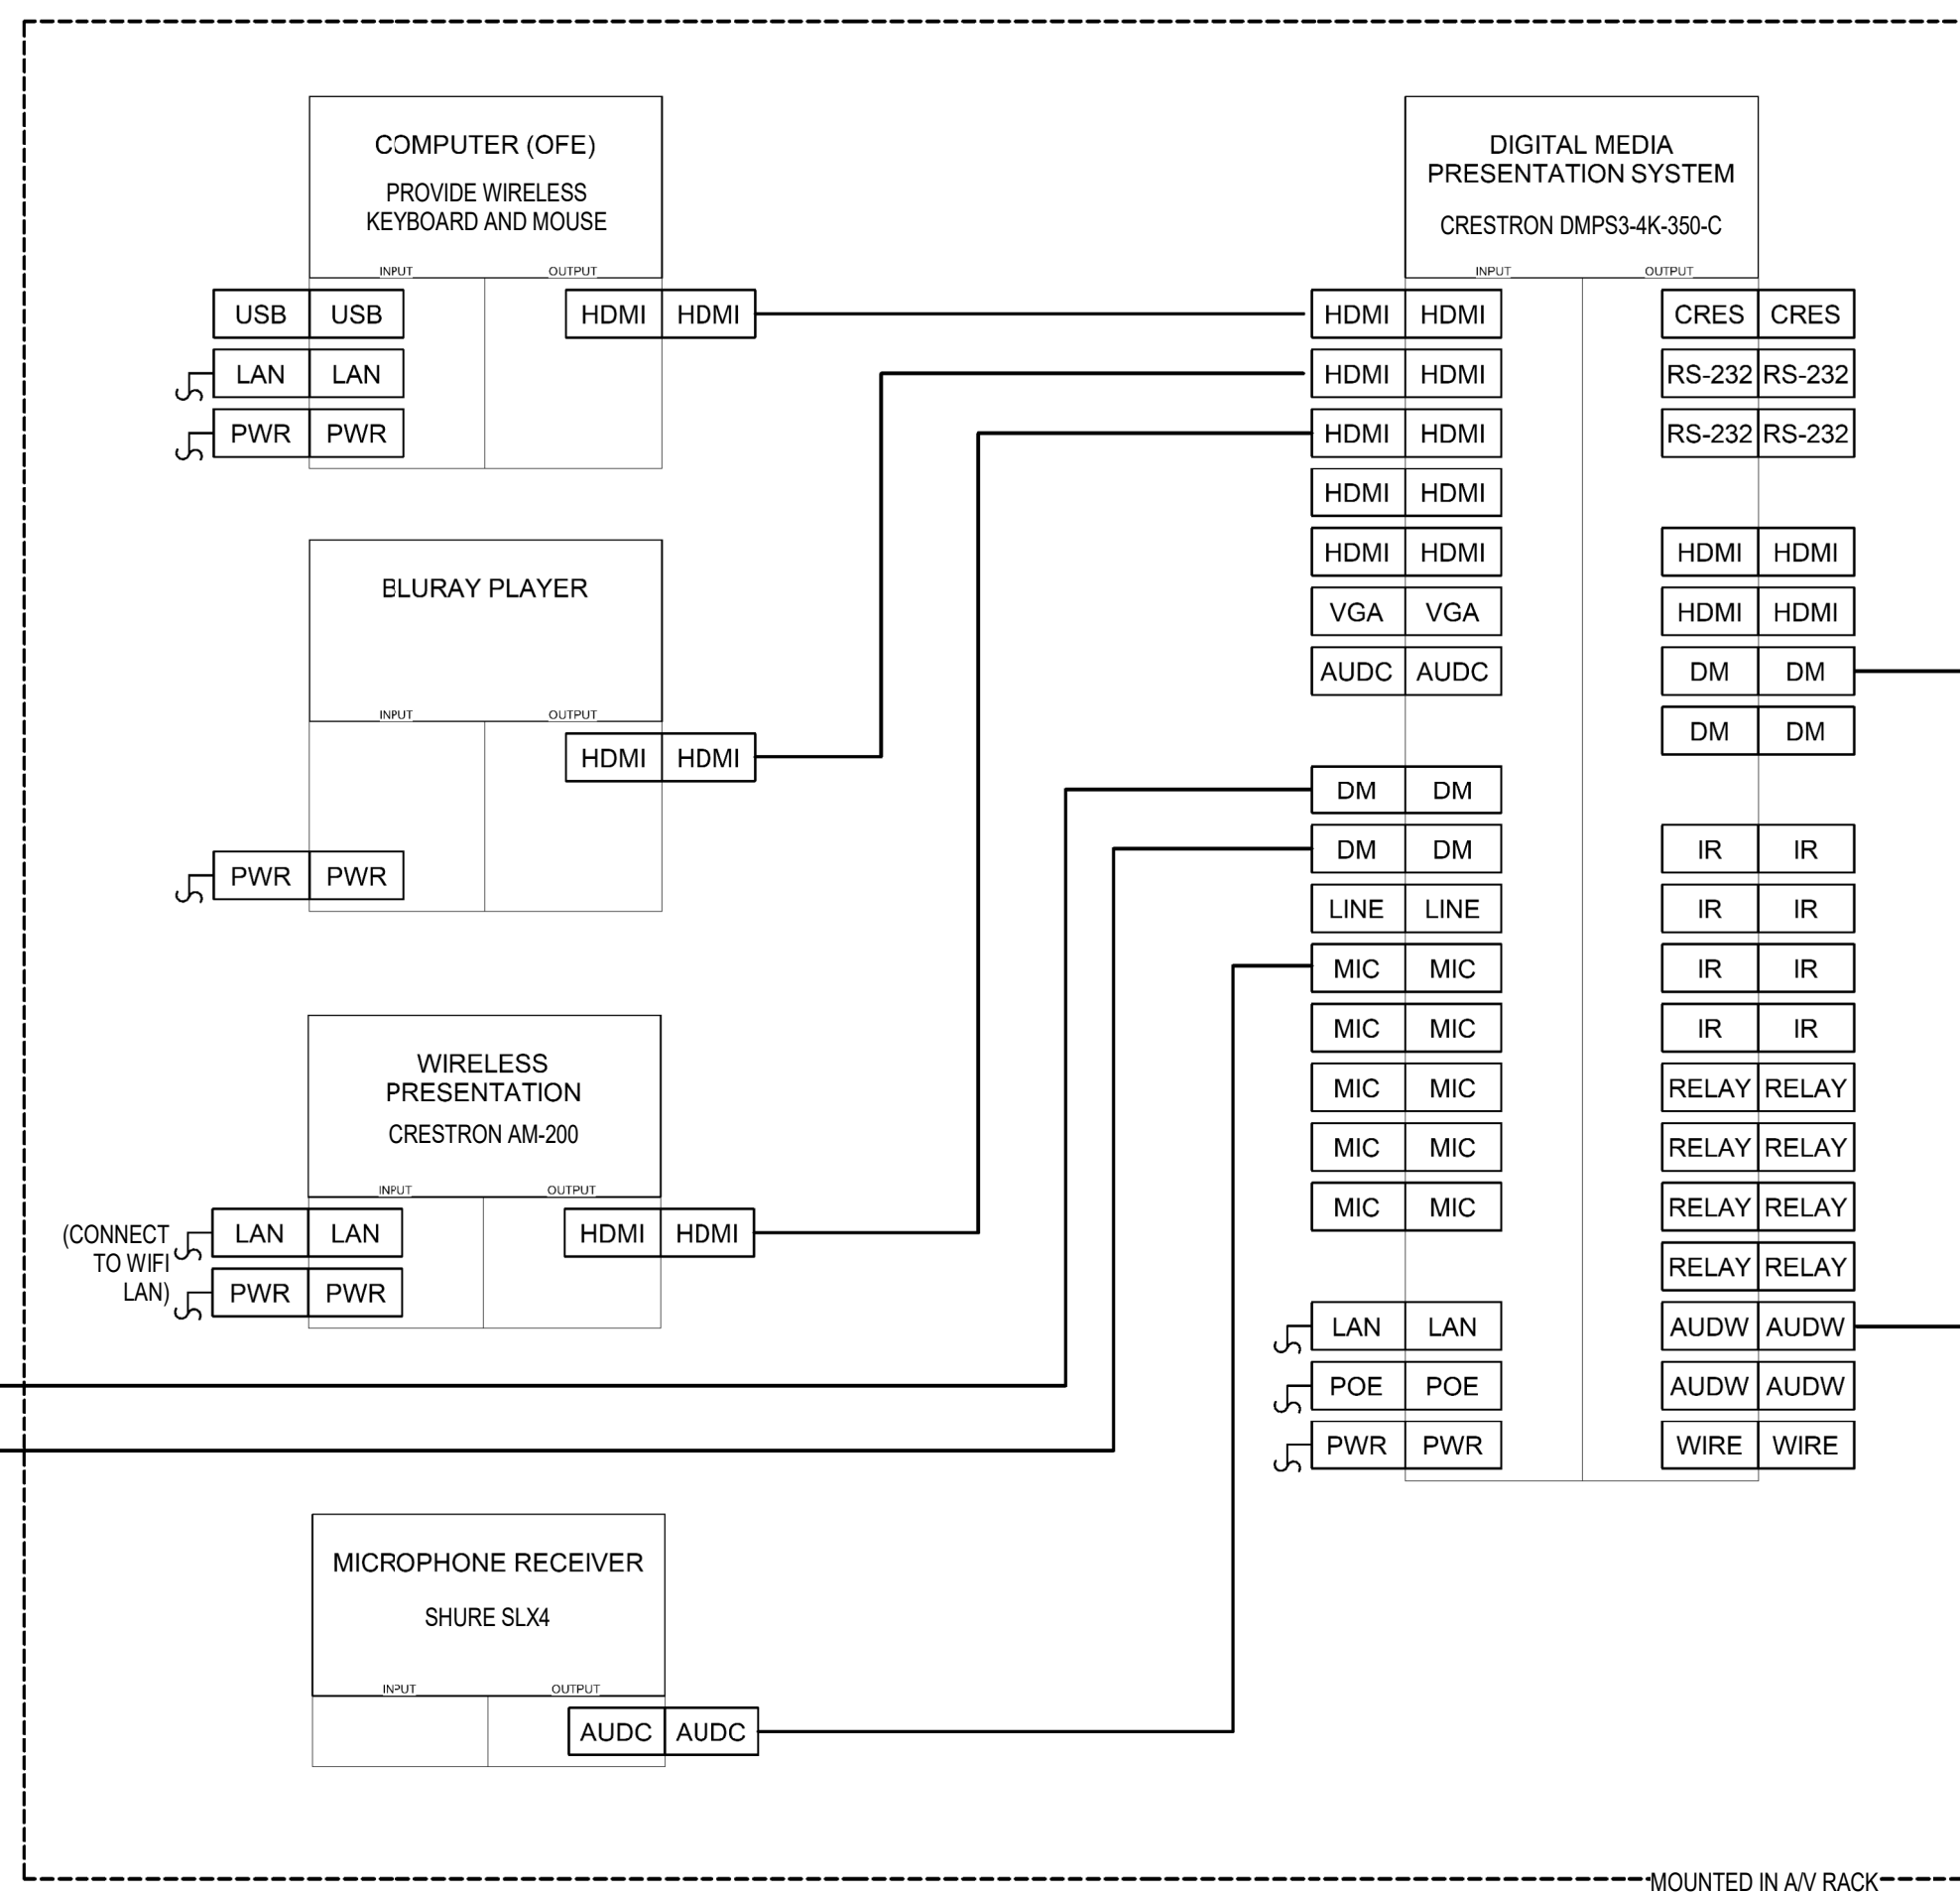 COMPUTER (OFE)
PROVIDE WIRELESS
KEYBOARD AND MOUSE
INPUT OUTPUT
USB USB HDMI HDMI
LAN LAN
PWR PWR
BLURAY PLAYER
INPUT OUTPUT
HDMI HDMI
PWR PWR
WIRELESS
PRESENTATION
CRESTRON AM-200
INPUT OUTPUT
(CONNECT
TO WIFI
LAN)
LAN LAN HDMI HDMI
PWR PWR
MICROPHONE RECEIVER
SHURE SLX4
INPUT OUTPUT
AUDC AUDC
DIGITAL MEDIA
PRESENTATION SYSTEM
CRESTRON DMPS3-4K-350-C
INPUT OUTPUT
HDMI HDMI CRES CRES
HDMI HDMI RS-232 RS-232
HDMI HDMI RS-232 RS-232
HDMI HDMI
HDMI HDMI HDMI HDMI
VGA VGA HDMI HDMI
AUDC AUDC DM DM
DM DM
DM DM
DM DM IR IR
LINE LINE IR IR
MIC MIC IR IR
MIC MIC IR IR
MIC MIC RELAY RELAY
MIC MIC RELAY RELAY
MIC MIC RELAY RELAY
RELAY RELAY
LAN LAN AUDW AUDW
POE POE AUDW AUDW
PWR PWR WIRE WIRE
MOUNTED IN A/V RACK